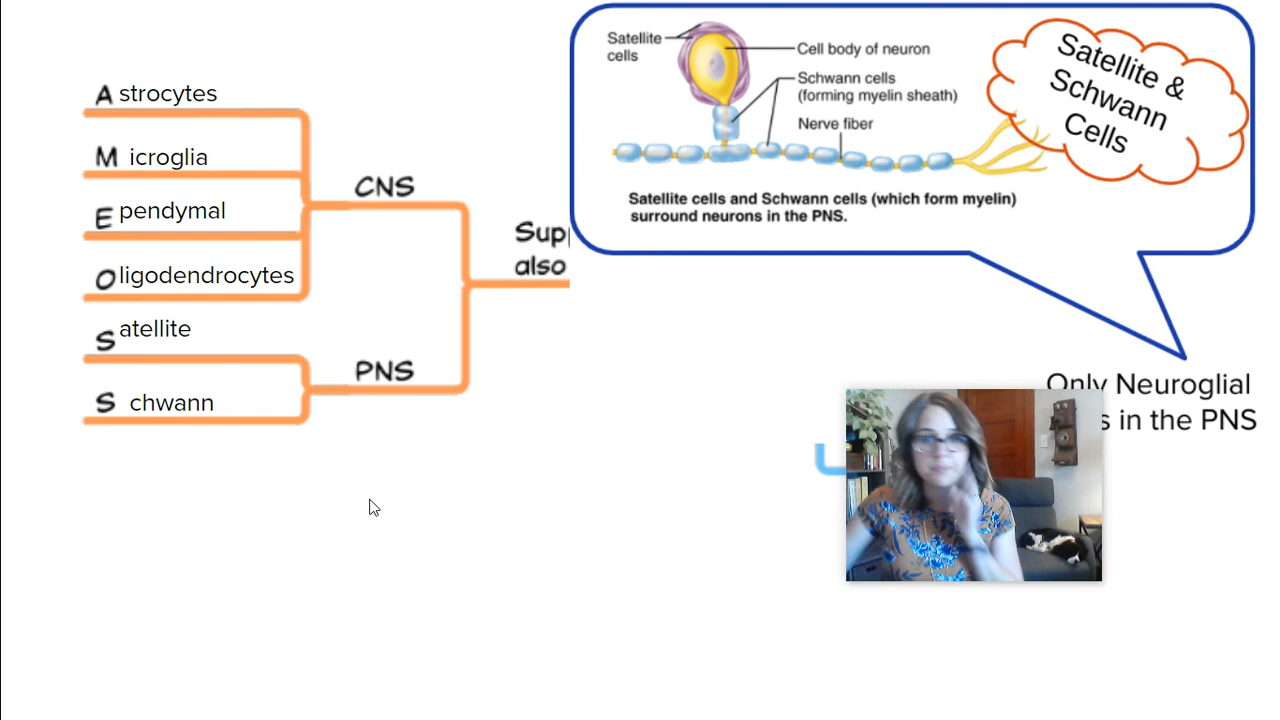 A strocytes
M icroglia
E pendymal
O ligodendrocytes
S atellite
S chwann
CNS
PNS
also
Satellite
cells
Cell body of neuron
Schwann cells
(forming myelin sheath)
Nerve fiber
Satellite cells and Schwann cells (which form myelin)
surround neurons in the PNS.
Satellite &
Schwann
Cells
Only Neuroglial
in the PNS